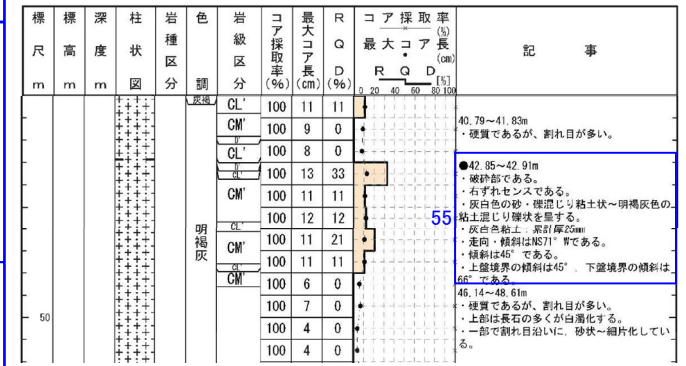 標尺 m
標高 m
深度 m
柱状図
岩種区分
色調
岩級区分
コア採取率(%)
最大コア長(cm)
RQD(%)
コア採取率(%)
最大コア長(cm)
RQD[%]
0 20 40 60 80 100
記事
灰褐
CL'
100 11 11
CM'
100 9 0
D'
CL'
100 8 0
D'
CL'
100 13 33
CM'
100 11 11
100 12 12
CL'
明褐灰
CM'
100 11 21
100 11 11
CL'
CM'
100 6 0
50
100 7 0
100 4 0
100 4 0
40.79～41.83m
・硬質であるが、割れ目が多い。
●42.85～42.91m
・破砕部である。
・右ずれセンスである。
・灰白色の砂・礫混じり粘土状～明褐灰色の
55
粘土混じり礫状を呈する。
・灰白色粘土：累計厚25mm
・走向・傾斜はNS71°Wである。
・傾斜は45°である。
・上盤境界の傾斜は45°、下盤境界の傾斜は
66°である。
46.14～48.61m
・硬質であるが、割れ目が多い。
・上部は長石の多くが白濁化する。
・一部で割れ目沿いに、砂状～細片化してい
る。